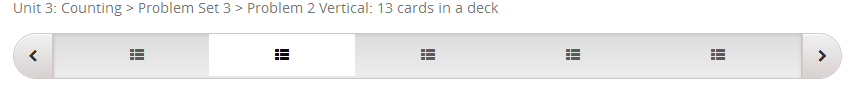 Unit 3: Counting > Problem Set 3 > Problem 2 Vertical: 13 cards in a deck